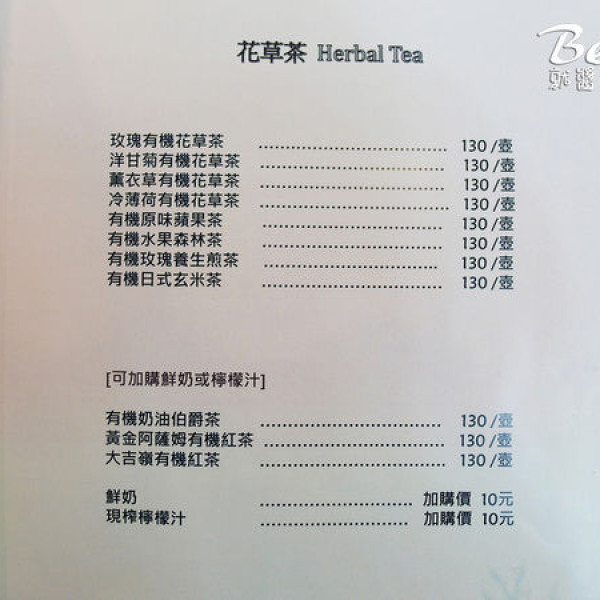 花草茶 Herbal Tea
Be
就醬
玫瑰有機花草茶 ........................ 130 /壺
洋甘菊有機花草茶 ........................ 130 /壺
薰衣草有機花草茶 ........................ 130 /壺
冷薄荷有機花草茶 ........................ 130 /壺
有機原味蘋果茶 ........................ 130 /壺
有機水果森林茶 ........................ 130 /壺
有機玫瑰養生煎茶 ........................ 130 /壺
有機日式玄米茶 ........................ 130 /壺
[可加購鮮奶或檸檬汁]
有機奶油伯爵茶 ........................ 130 /壺
黃金阿薩姆有機紅茶 ........................ 130 /壺
大吉嶺有機紅茶 ........................ 130 /壺
鮮奶 ........................ 加購價 10元
現榨檸檬汁 ........................ 加購價 10元